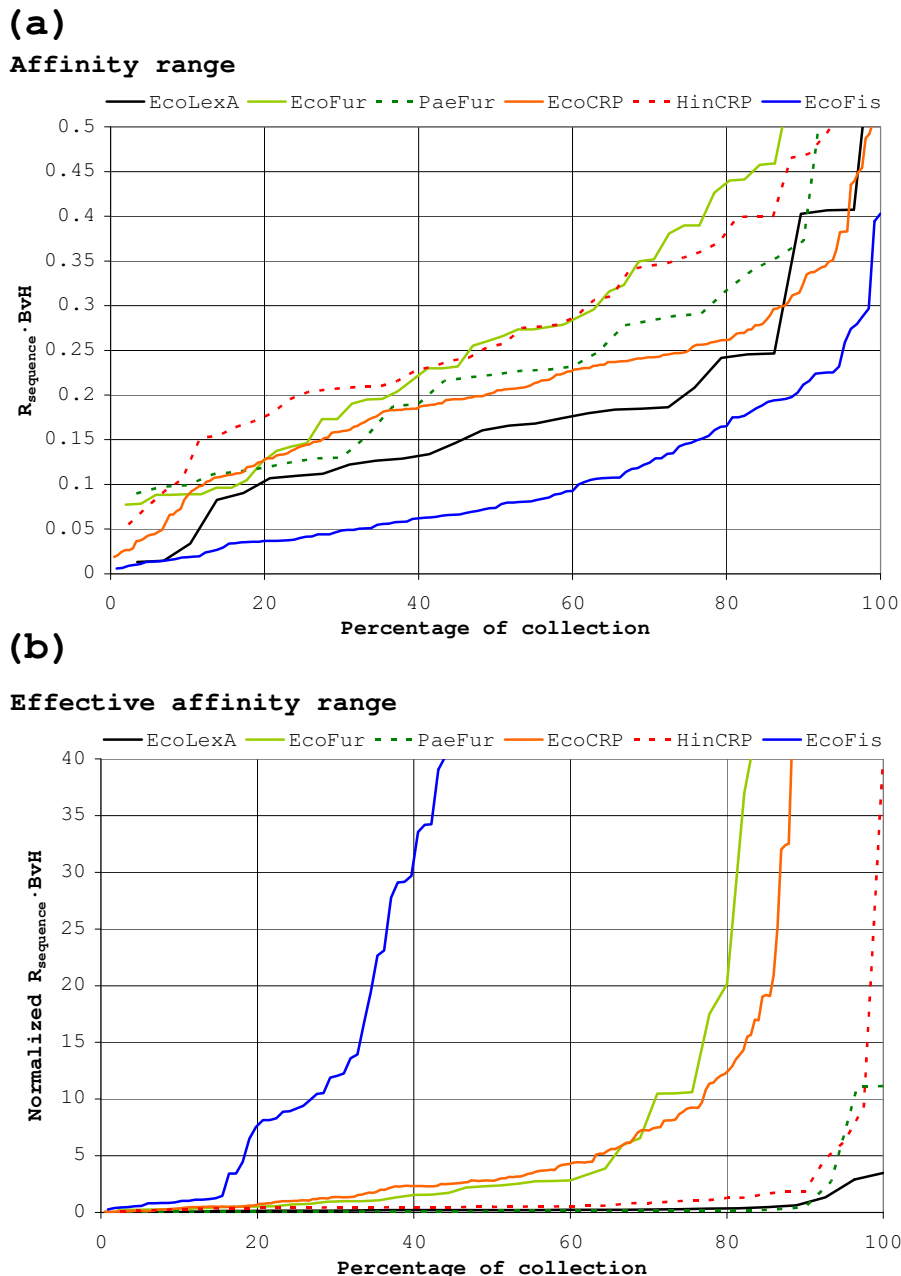 (a)
Affinity range
EcoLexA EcoFur PaeFur EcoCRP HinCRP EcoFis
0.5
0.45
0.4
0.35
0.3
0.25
0.2
0.15
0.1
0.05
0
Rsequence·BvH
0 20 40 60 80 100
Percentage of collection
(b)
Effective affinity range
EcoLexA EcoFur PaeFur EcoCRP HinCRP EcoFis
40
35
30
25
20
15
10
5
0
Normalized Rsequence·BvH
0 20 40 60 80 100
Percentage of collection